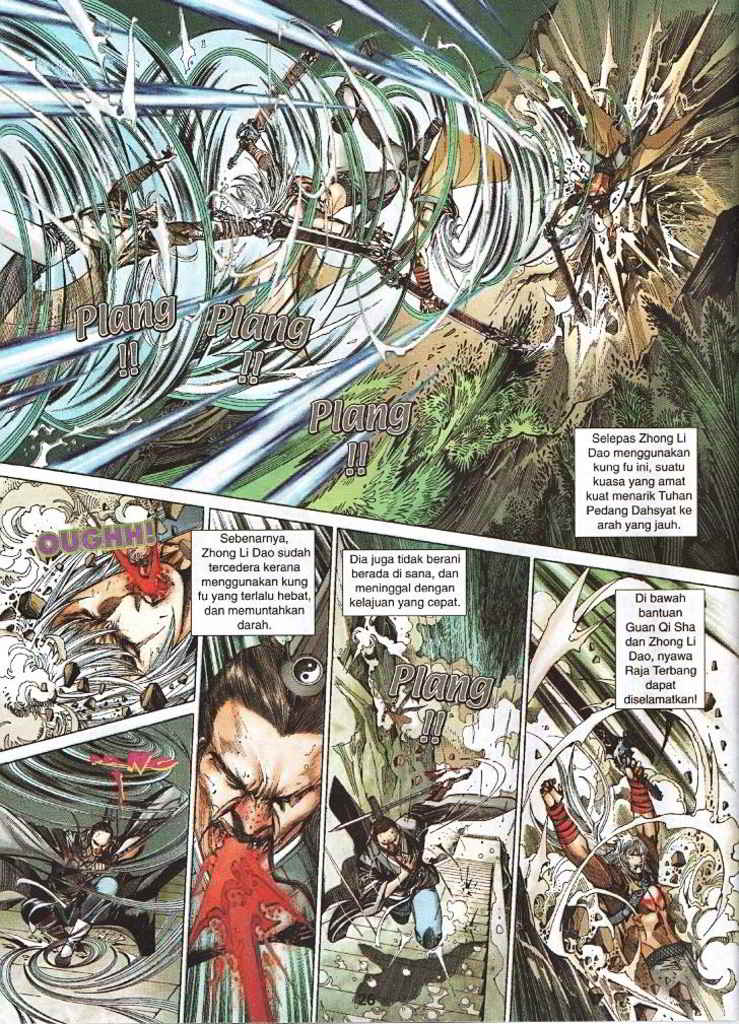 Plang
!!
Plang
!!
Plang
!!
Selepas Zhong Li
Dao menggunakan
kung fu ini, suatu
kuasa yang amat
kuat menarik Tuhan
Pedang Dahsyat ke
arah yang jauh.
OUGHH!
Sebenarnya,
Zhong Li Dao sudah
tercedera kerana
menggunakan kung
fu yang terlalu hebat,
dan memuntahkan
darah.
Dia juga tidak berani
berada di sana, dan
meninggal dengan
kelajuan yang cepat.
Plang
!!
Di bawah
bantuan
Guan Qi Sha
dan Zhong Li
Dao, nyawa
Raja Terbang
dapat
diselamatkan!
26